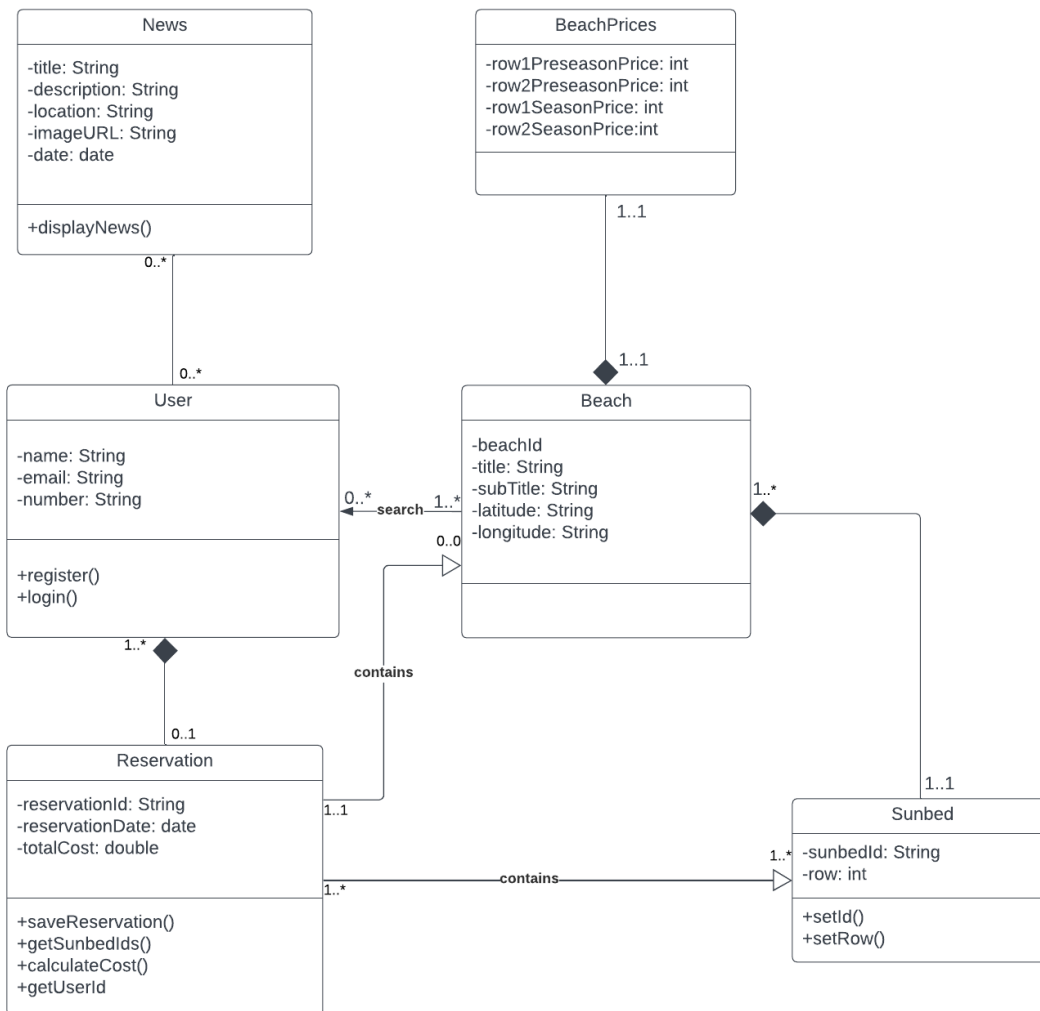 News
-title: String
-description: String
-location: String
-imageURL: String
-date: date
+displayNews()
0..*
0..*
BeachPrices
-row1PreseasonPrice: int
-row2PreseasonPrice: int
-row1SeasonPrice: int
-row2SeasonPrice:int
1..1
1..1
User
-name: String
-email: String
-number: String
+register()
+login()
0..*
search
1..*
Beach
-beachId
-title: String
-subTitle: String
-latitude: String
-longitude: String
1..*
0..0
1..*
0..1
contains
1..1
Reservation
-reservationId: String
-reservationDate: date
-totalCost: double
+saveReservation()
+getSunbedIds()
+calculateCost()
+getUserId
1..1
1..*
contains
1..*
Sunbed
-sunbedId: String
-row: int
+setId()
+setRow()